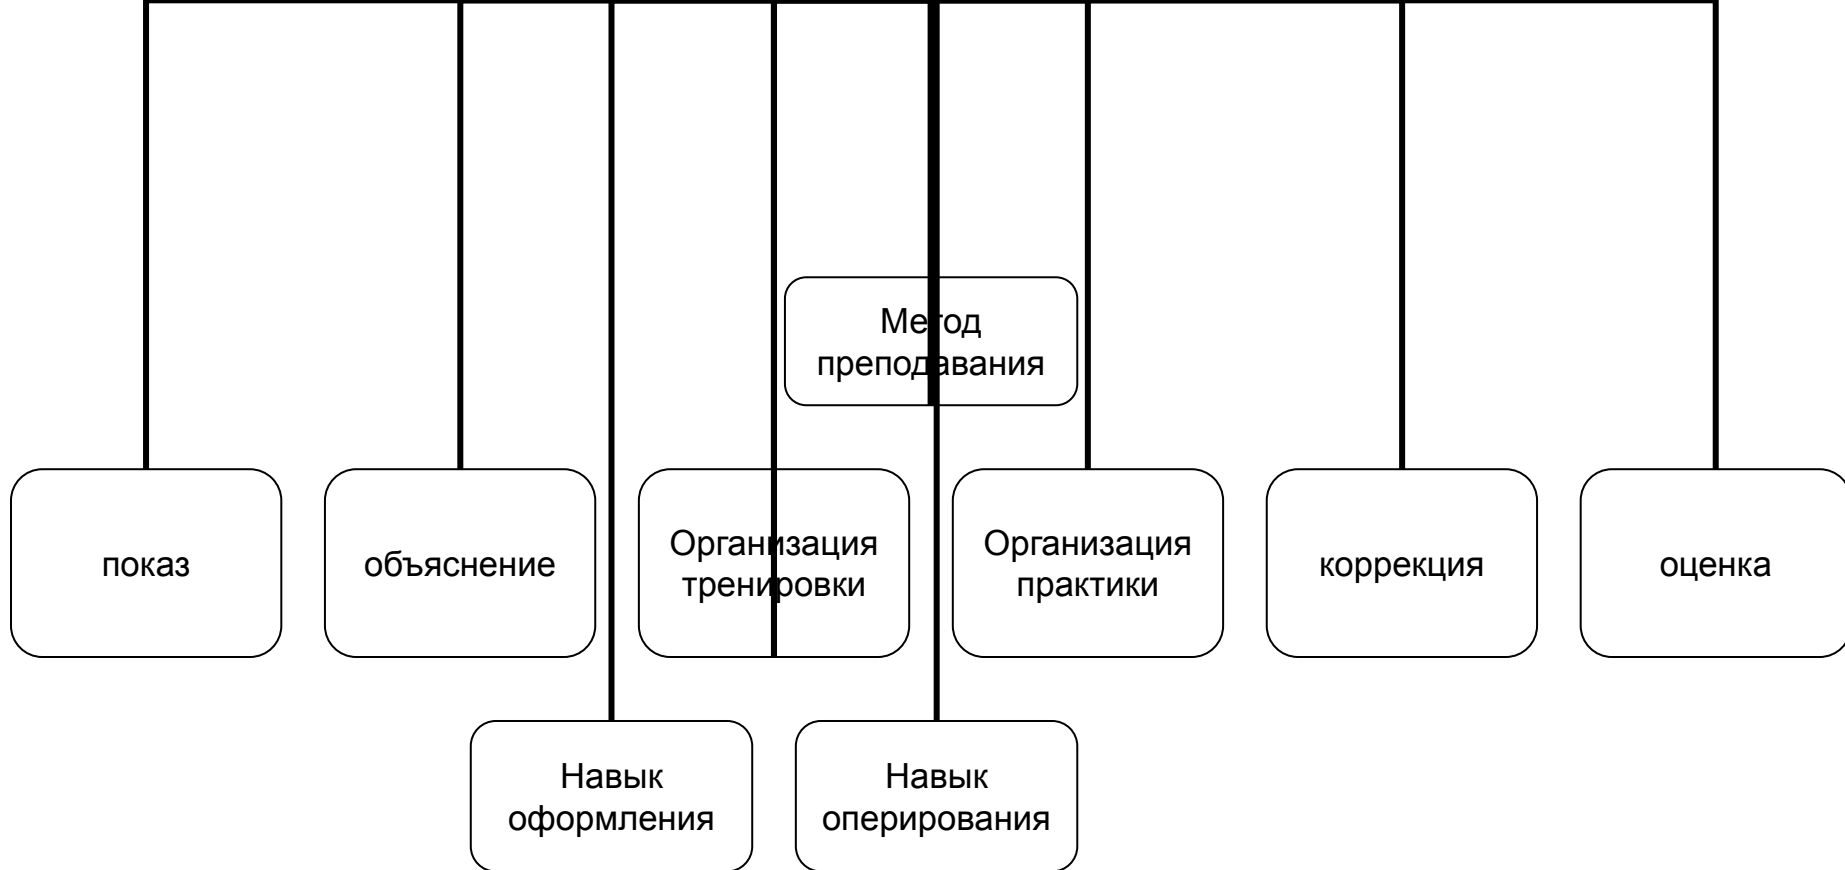 Метод
преподавания
показ
объяснение
Организация
тренировки
Организация
практики
коррекция
оценка
Навык
оформления
Навык
оперирования